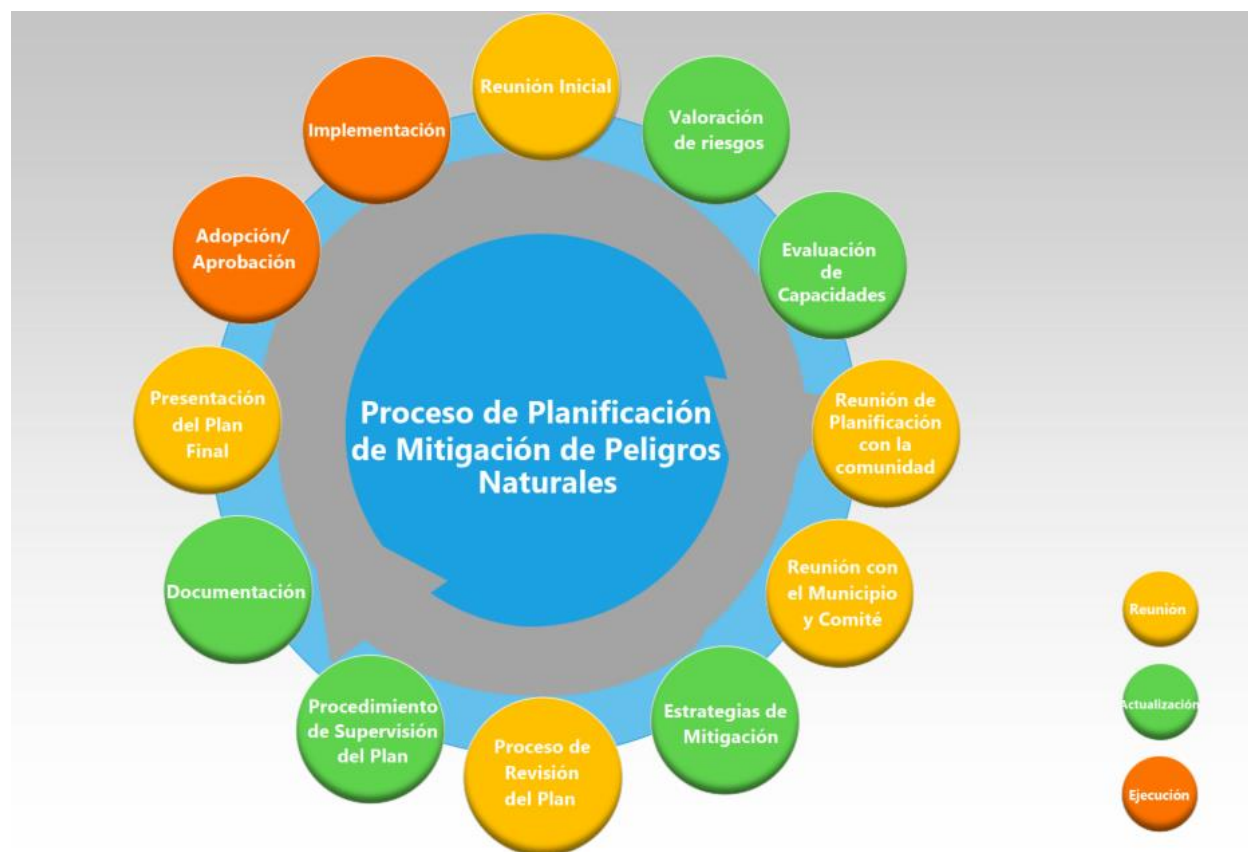 Reunión Inicial
Valoración
de riesgos
Evaluación
de
Capacidades
Reunión de
Planificación
con la
comunidad
Reunión con
el Municipio
y Comité
Estrategias de
Mitigación
Proceso de
Revisión
del Plan
Procedimiento
de Supervisión
del Plan
Documentación
Presentación
del Plan
Final
Adopción/
Aprobación
Implementación
Proceso de Planificación
de Mitigación de Peligros
Naturales
Reunión
Actualización
Ejecución